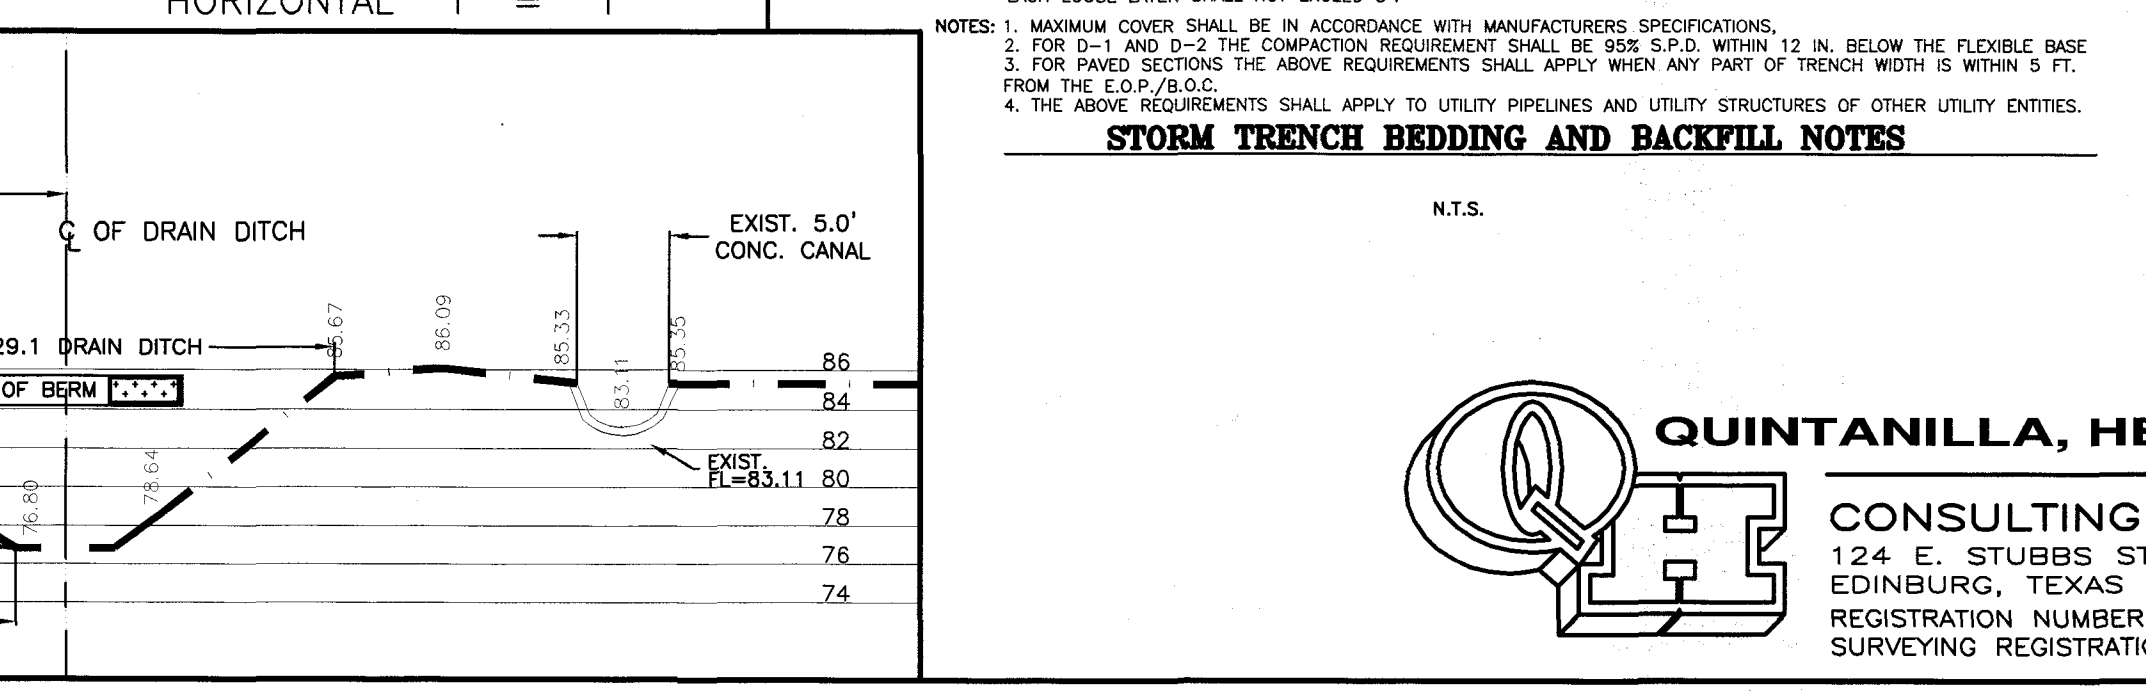 HORIZONTAL 1" = 1'
EACH LOOSE LAYER SHALL NOT EXCEED
NOTES: 1. MAXIMUM COVER SHALL BE IN ACCORDANCE WITH MANUFACTURERS SPECIFICATIONS,
2. FOR D-1 AND D-2 THE COMPACTION REQUIREMENT SHALL BE 95% S.P.D. WITHIN 12 IN. BELOW THE FLEXIBLE BASE
3. FOR PAVED SECTIONS THE ABOVE REQUIREMENTS SHALL APPLY WHEN ANY PART OF TRENCH WIDTH IS WITHIN 5 FT.
FROM THE E.O.P./B.O.C.
4. THE ABOVE REQUIREMENTS SHALL APPLY TO UTILITY PIPELINES AND UTILITY STRUCTURES OF OTHER UTILITY ENTITIES.
STORM TRENCH BEDDING AND BACKFILL NOTES
N.T.S.
℄ OF DRAIN DITCH
EXIST. 5.0'
CONC. CANAL
85.67
86.09
85.33
83.11
85.35
29.1 DRAIN DITCH
OF BERM
86
84
82
80
78
76
74
78.64
76.80
EXIST.
FL=83.11
QUINTANILLA, HE
CONSULTING
124 E. STUBBS ST
EDINBURG, TEXAS
REGISTRATION NUMBER
SURVEYING REGISTRATIO